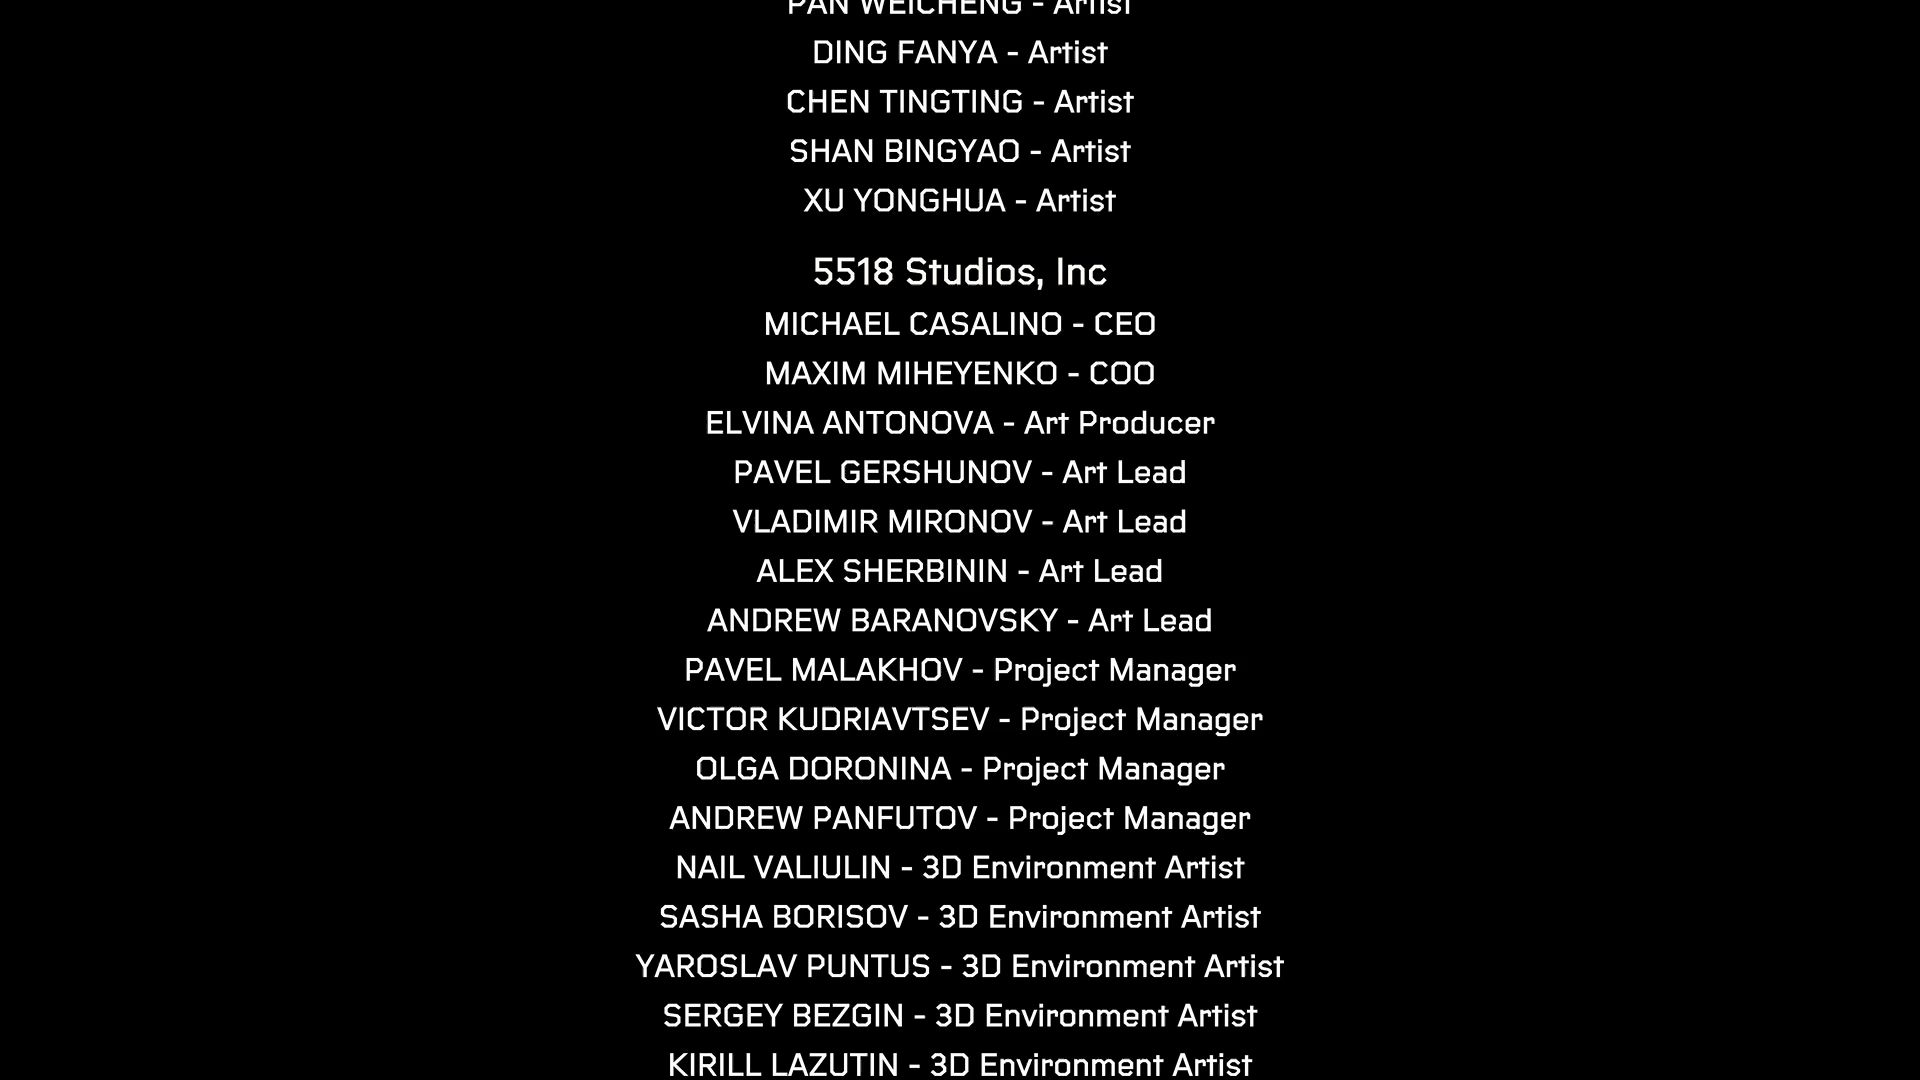 PAN WEICHENG - Artist
DING FANYA - Artist
CHEN TINGTING - Artist
SHAN BINGYAO - Artist
XU YONGHUA - Artist
5518 Studios, Inc
MICHAEL CASALINO - CEO
MAXIM MIHEYENKO - COO
ELVINA ANTONOVA - Art Producer
PAVEL GERSHUNOV - Art Lead
VLADIMIR MIRONOV - Art Lead
ALEX SHERBININ - Art Lead
ANDREW BARANOVSKY - Art Lead
PAVEL MALAKHOV - Project Manager
VICTOR KUDRIAVTSEV - Project Manager
OLGA DORONINA - Project Manager
ANDREW PANFUTOV - Project Manager
NAIL VALIULIN - 3D Environment Artist
SASHA BORISOV - 3D Environment Artist
YAROSLAV PUNTUS - 3D Environment Artist
SERGEY BEZGIN - 3D Environment Artist
KIRILL LAZUTIN - 3D Environment Artist